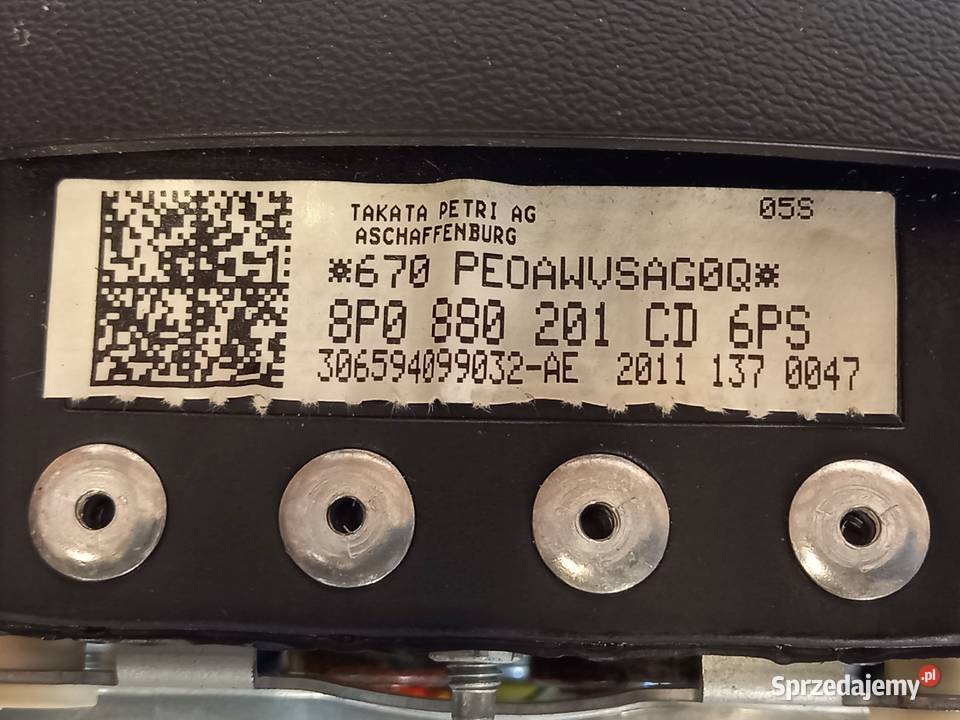 TAKATA PETRI AG
05S
ASCHAFFENBURG
*670 PEOAWVSAG0Q*
8P0 880 201 CD 6PS
306594099032-AE 2011 137 0047
Sprzedajemy.pl